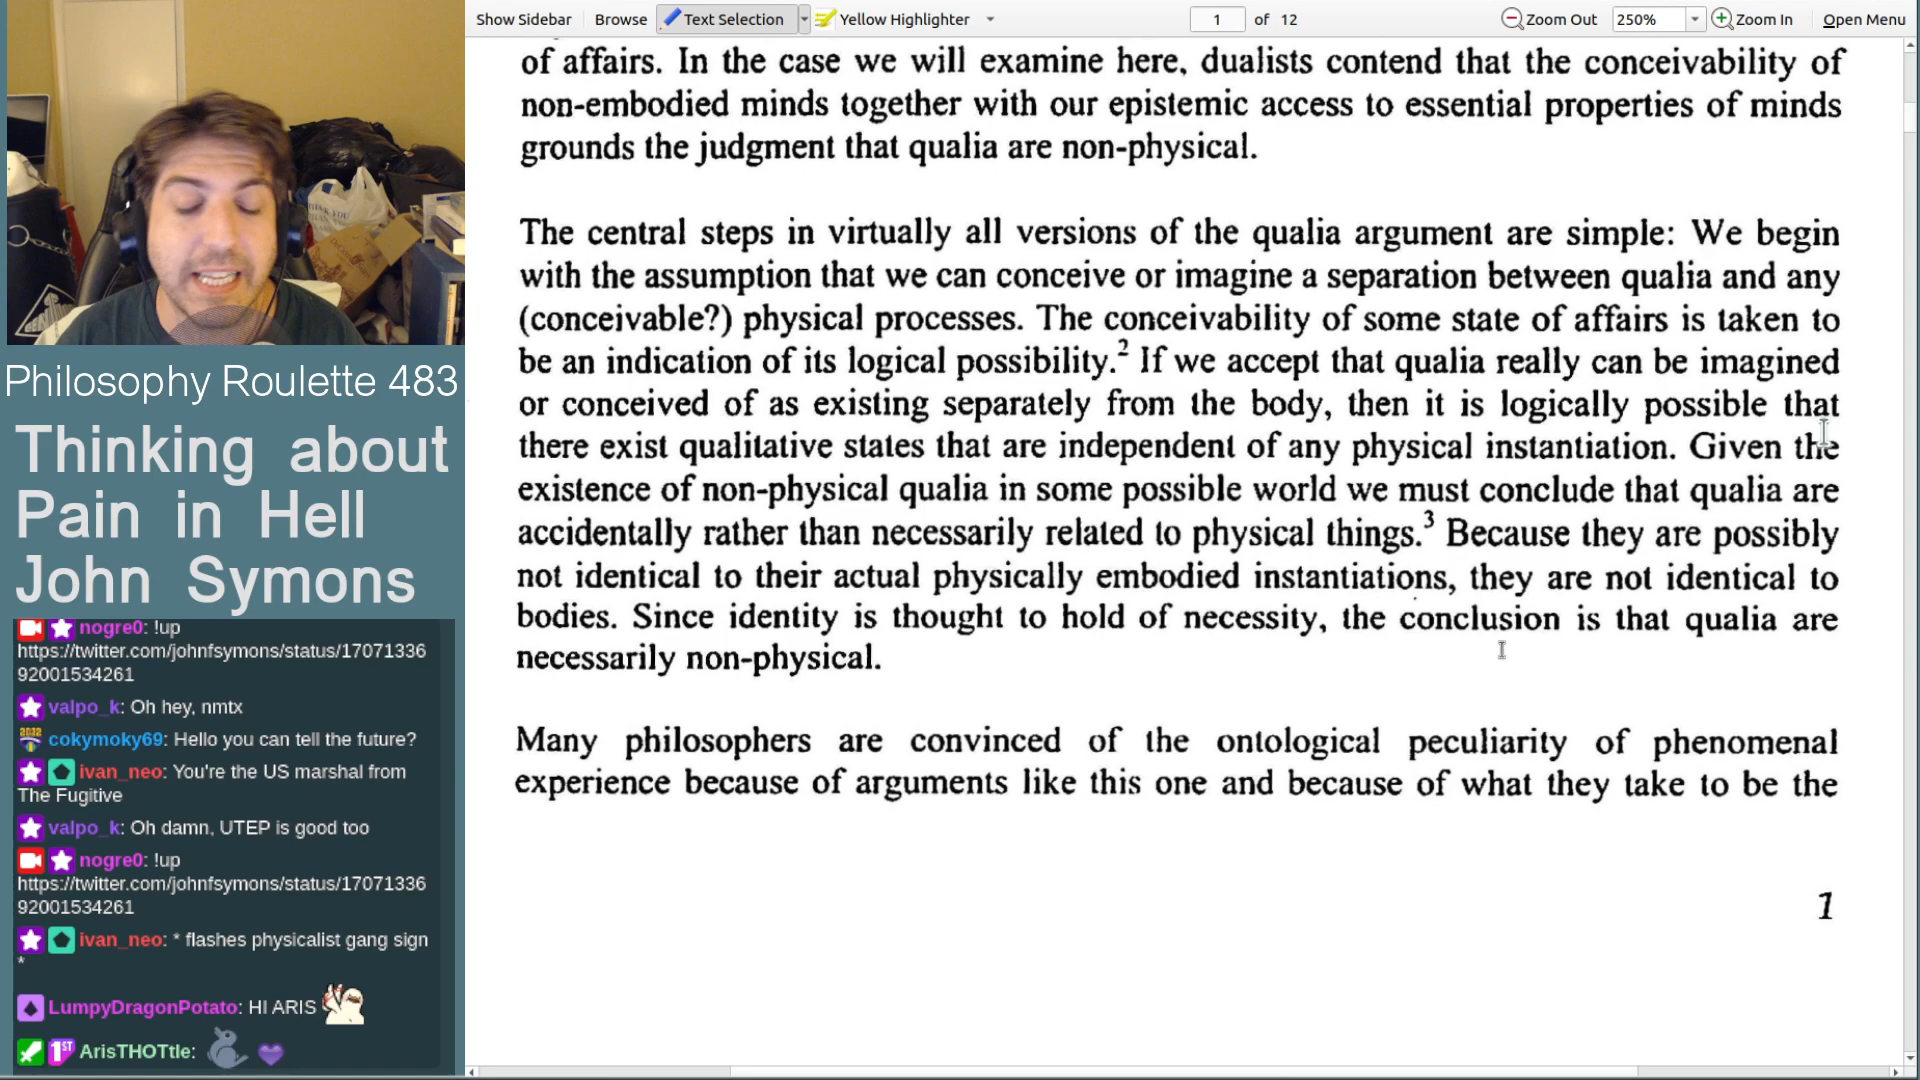 Show Sidebar Browse Text Selection Yellow Highlighter 1 of 12 Zoom Out 250% Zoom In Open Menu
of affairs. In the case we will examine here, dualists contend that the conceivability of
non-embodied minds together with our epistemic access to essential properties of minds
grounds the judgment that qualia are non-physical.
The central steps in virtually all versions of the qualia argument are simple: We begin
with the assumption that we can conceive or imagine a separation between qualia and any
(conceivable?) physical processes. The conceivability of some state of affairs is taken to
be an indication of its logical possibility.2 If we accept that qualia really can be imagined
or conceived of as existing separately from the body, then it is logically possible that
there exist qualitative states that are independent of any physical instantiation. Given the
existence of non-physical qualia in some possible world we must conclude that qualia are
accidentally rather than necessarily related to physical things.3 Because they are possibly
not identical to their actual physically embodied instantiations, they are not identical to
bodies. Since identity is thought to hold of necessity, the conclusion is that qualia are
necessarily non-physical.
Many philosophers are convinced of the ontological peculiarity of phenomenal
experience because of arguments like this one and because of what they take to be the
1
Philosophy Roulette 483
Thinking about
Pain in Hell
John Symons
nogre0: !up
https://twitter.com/johnfsymons/status/17071336
92001534261
valpo_k: Oh hey, nmtx
cokymoky69: Hello you can tell the future?
ivan_neo: You're the US marshal from
The Fugitive
valpo_k: Oh damn, UTEP is good too
nogre0: !up
https://twitter.com/johnfsymons/status/17071336
92001534261
ivan_neo: * flashes physicalist gang sign
*
LumpyDragonPotato: HI ARIS
1ST ArisTHOTtle: